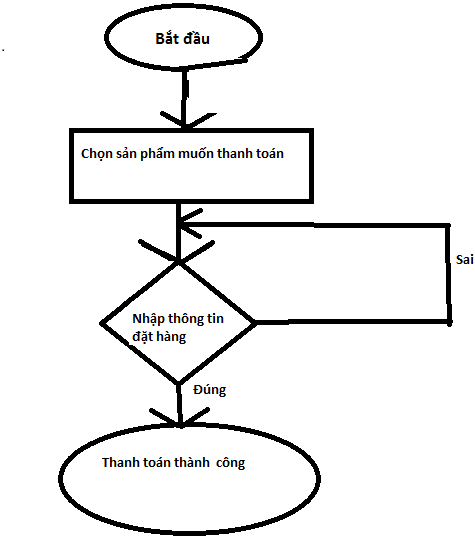 Bắt đầu
Chọn sản phẩm muốn thanh toán
Sai
Nhập thông tin
đặt hàng
Đúng
Thanh toán thành công